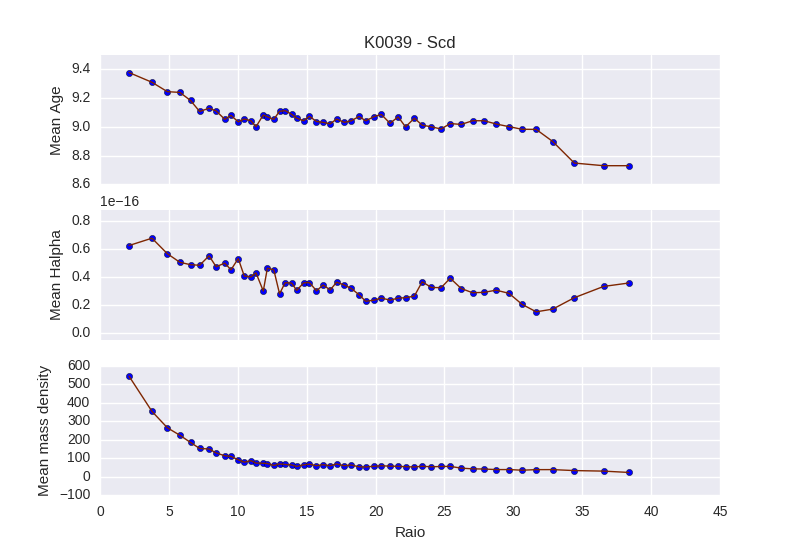 K0039 - Scd
9.4
9.2
9.0
8.8
8.6
Mean Age
1e−16
0.8
0.6
0.4
0.2
0.0
Mean Halpha
600
500
400
300
200
100
0
−100
Mean mass density
0 5 10 15 20 25 30 35 40 45
Raio